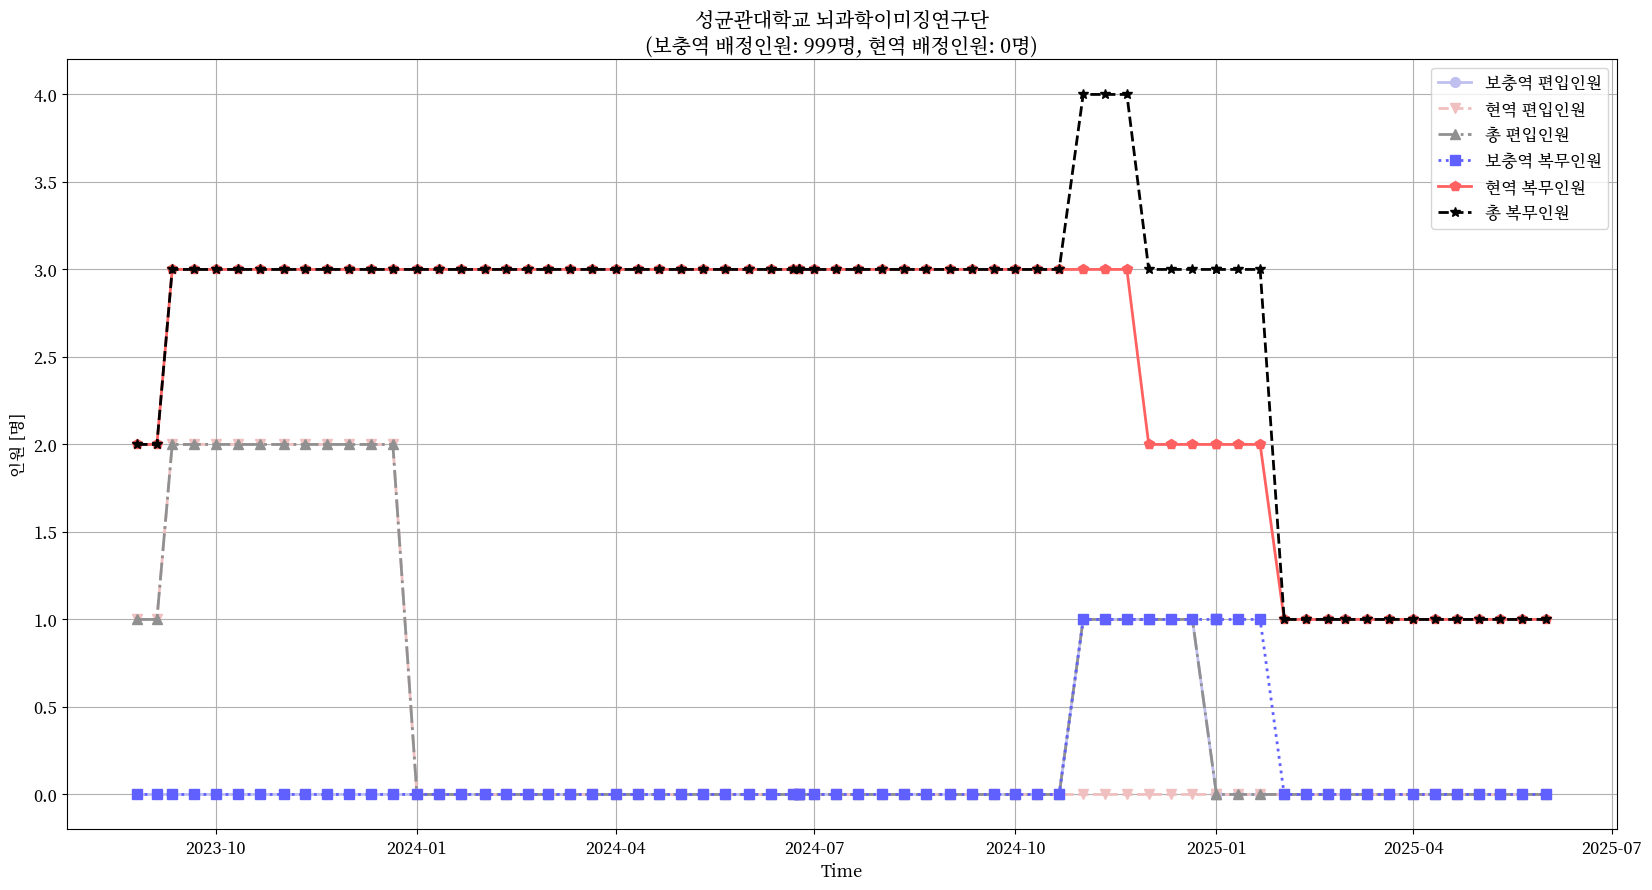 성균관대학교 뇌과학이미징연구단
(보충역 배정인원: 999명, 현역 배정인원: 0명)
보충역 편입인원
현역 편입인원
총 편입인원
보충역 복무인원
현역 복무인원
총 복무인원
인원 [명]
4.0
3.5
3.0
2.5
2.0
1.5
1.0
0.5
0.0
2023-10
2024-01
2024-04
2024-07
2024-10
2025-01
2025-04
2025-07
Time